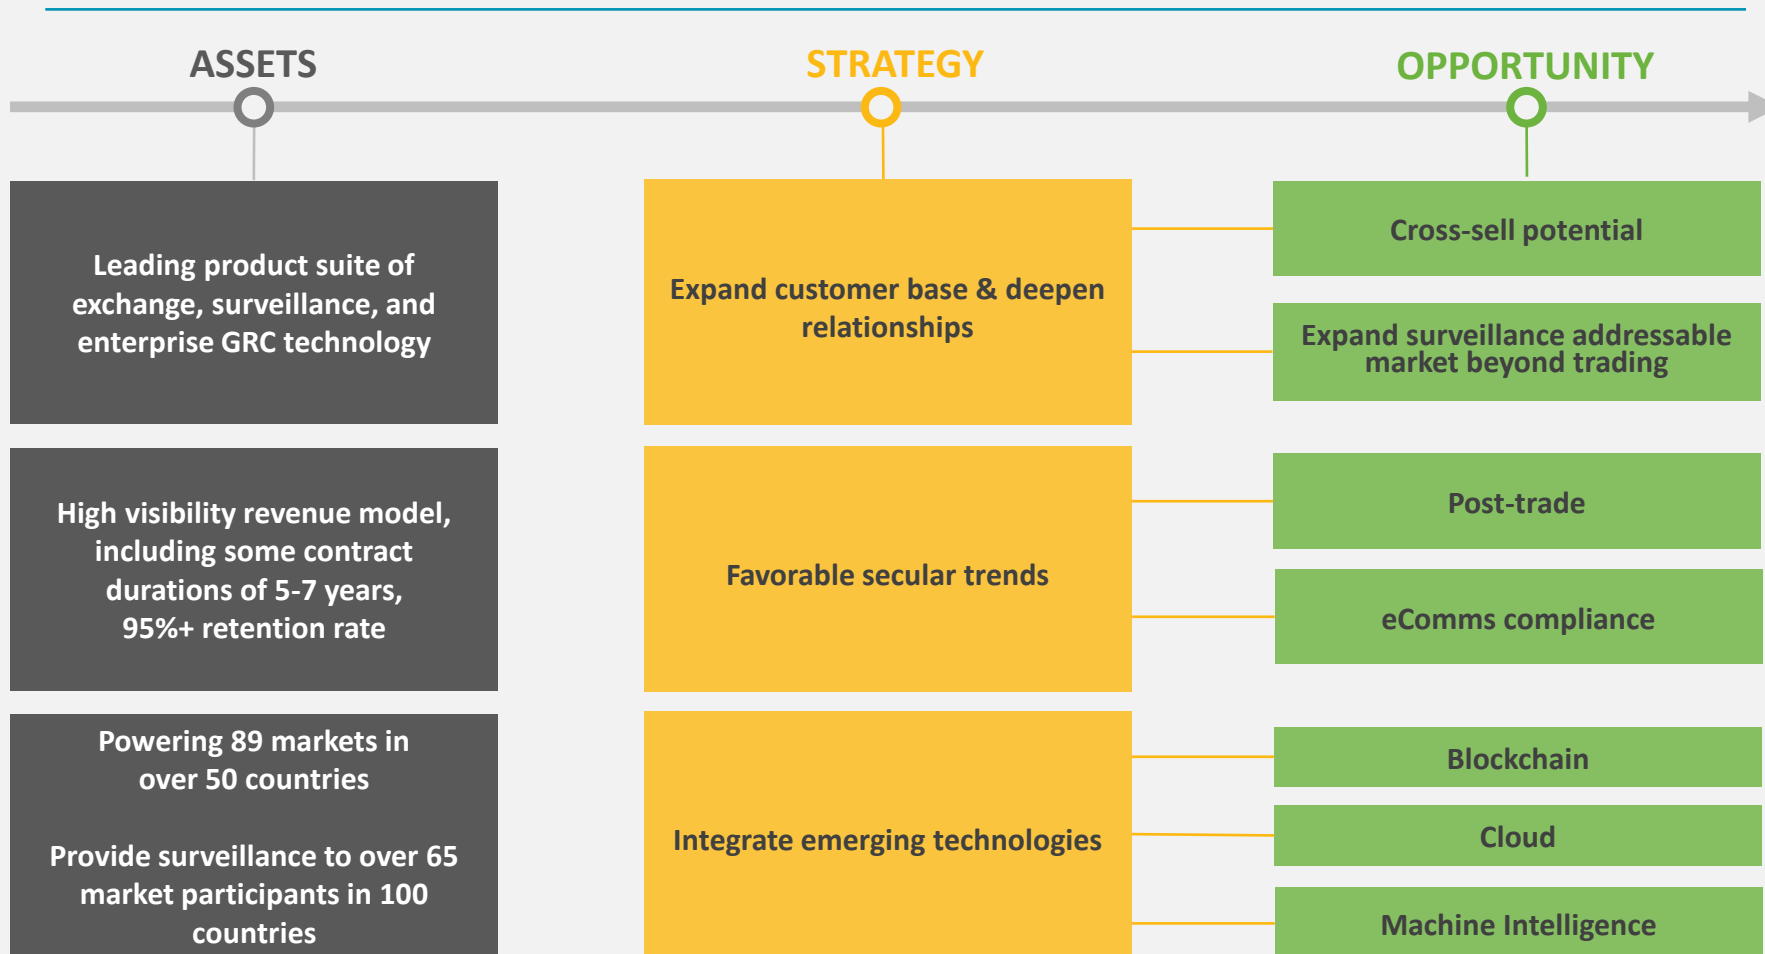 ASSETS
STRATEGY
OPPORTUNITY
Leading product suite of
exchange, surveillance, and
enterprise GRC technology
High visibility revenue model,
including some contract
durations of 5-7 years,
95%+ retention rate
Powering 89 markets in
over 50 countries
Provide surveillance to over 65
market participants in 100
countries
Expand customer base & deepen
relationships
Favorable secular trends
Integrate emerging technologies
Cross-sell potential
Expand surveillance addressable
market beyond trading
Post-trade
eComms compliance
Blockchain
Cloud
Machine Intelligence